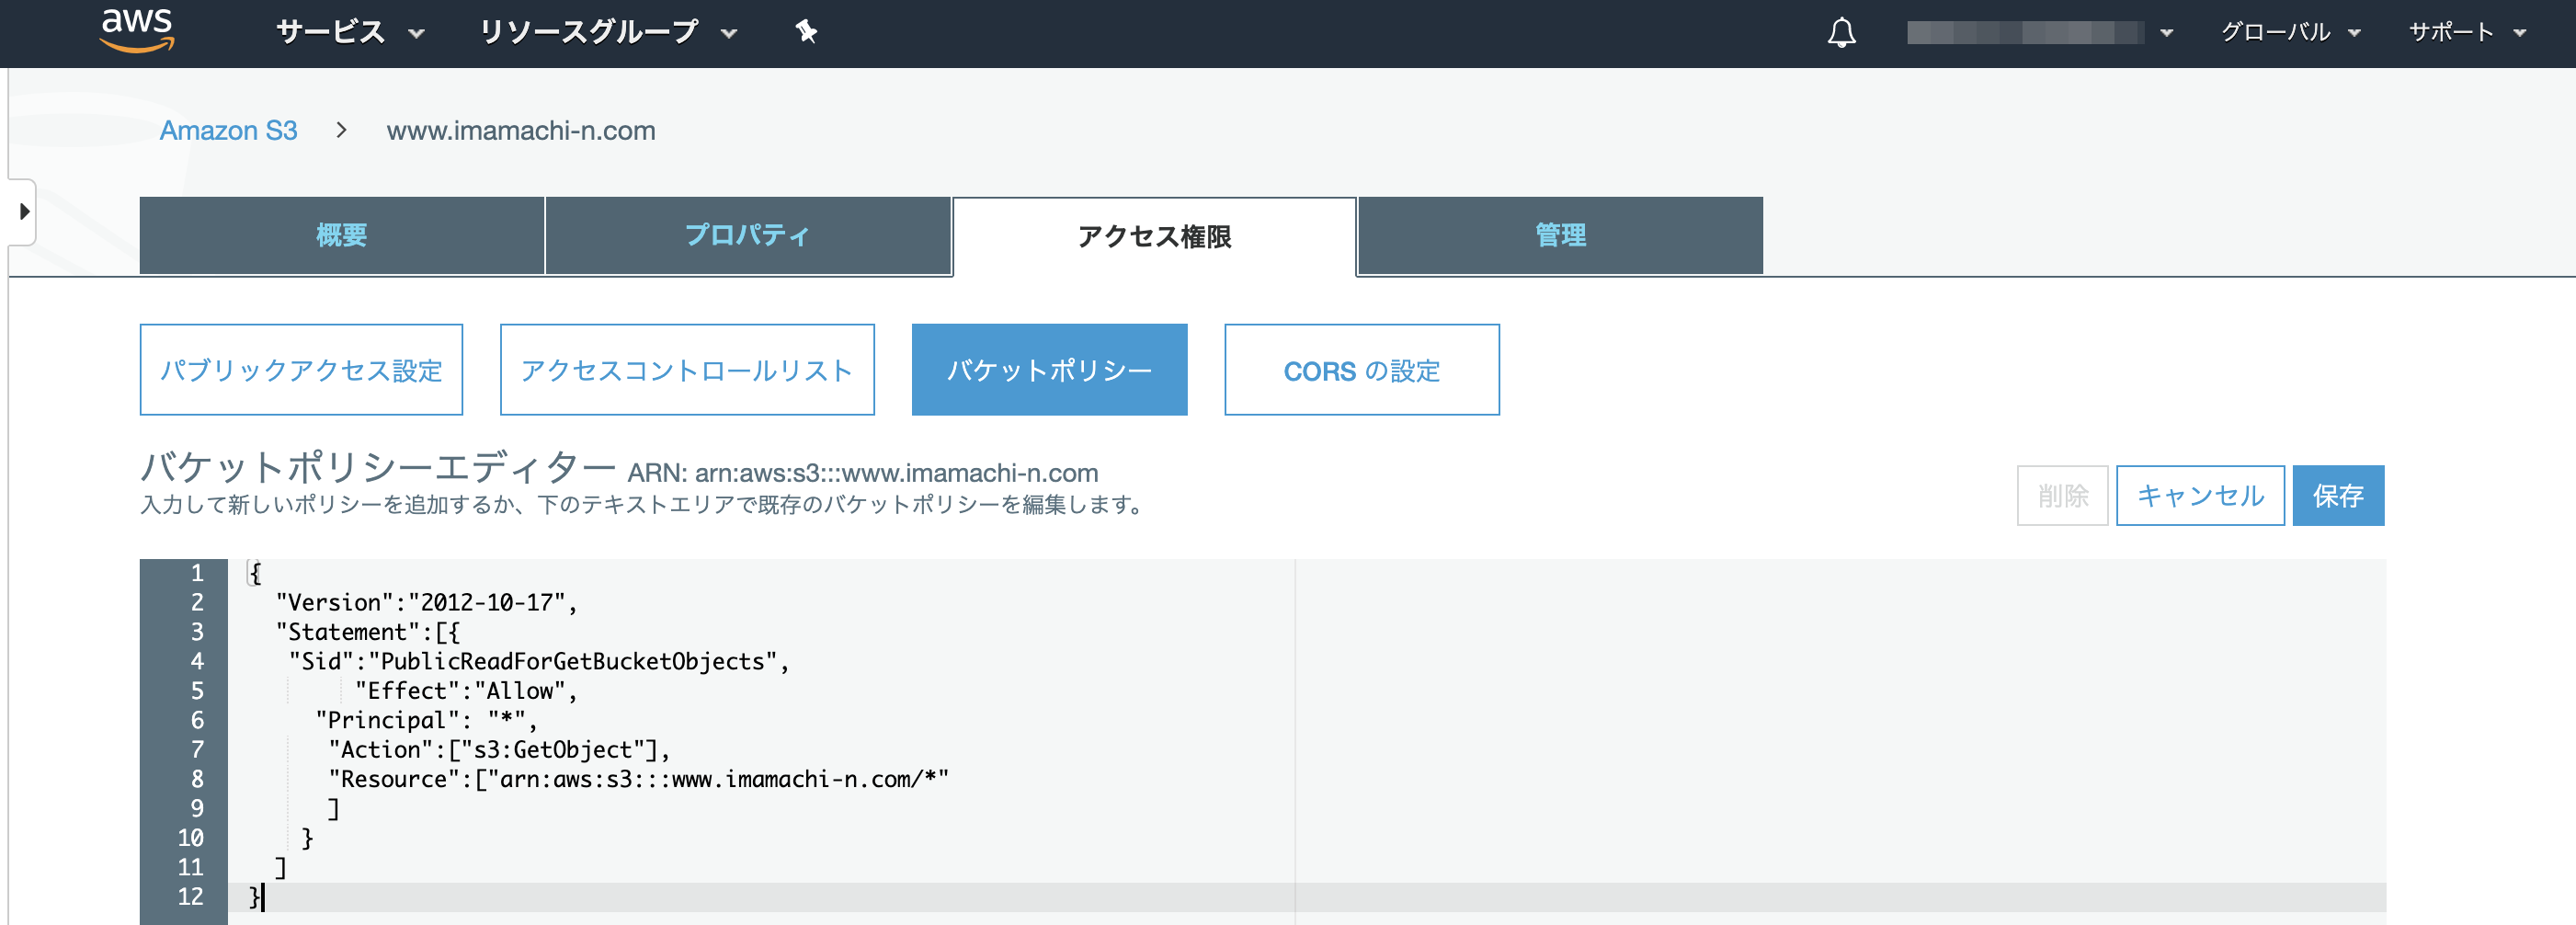 aws サービス リソースグループ グローバル サポート
Amazon S3 > www.imamachi-n.com
概要 プロパティ アクセス権限 管理
パブリックアクセス設定 アクセスコントロールリスト バケットポリシー CORS の設定
バケットポリシーエディター ARN: arn:aws:s3:::www.imamachi-n.com
入力して新しいポリシーを追加するか、下のテキストエリアで既存のバケットポリシーを編集します。
削除 キャンセル 保存
1 {
2 "Version":"2012-10-17",
3 "Statement":[{
4 "Sid":"PublicReadForGetBucketObjects",
5 "Effect":"Allow",
6 "Principal": "*",
7 "Action":["s3:GetObject"],
8 "Resource":["arn:aws:s3:::www.imamachi-n.com/*"
9 ]
10 }
11 ]
12 }